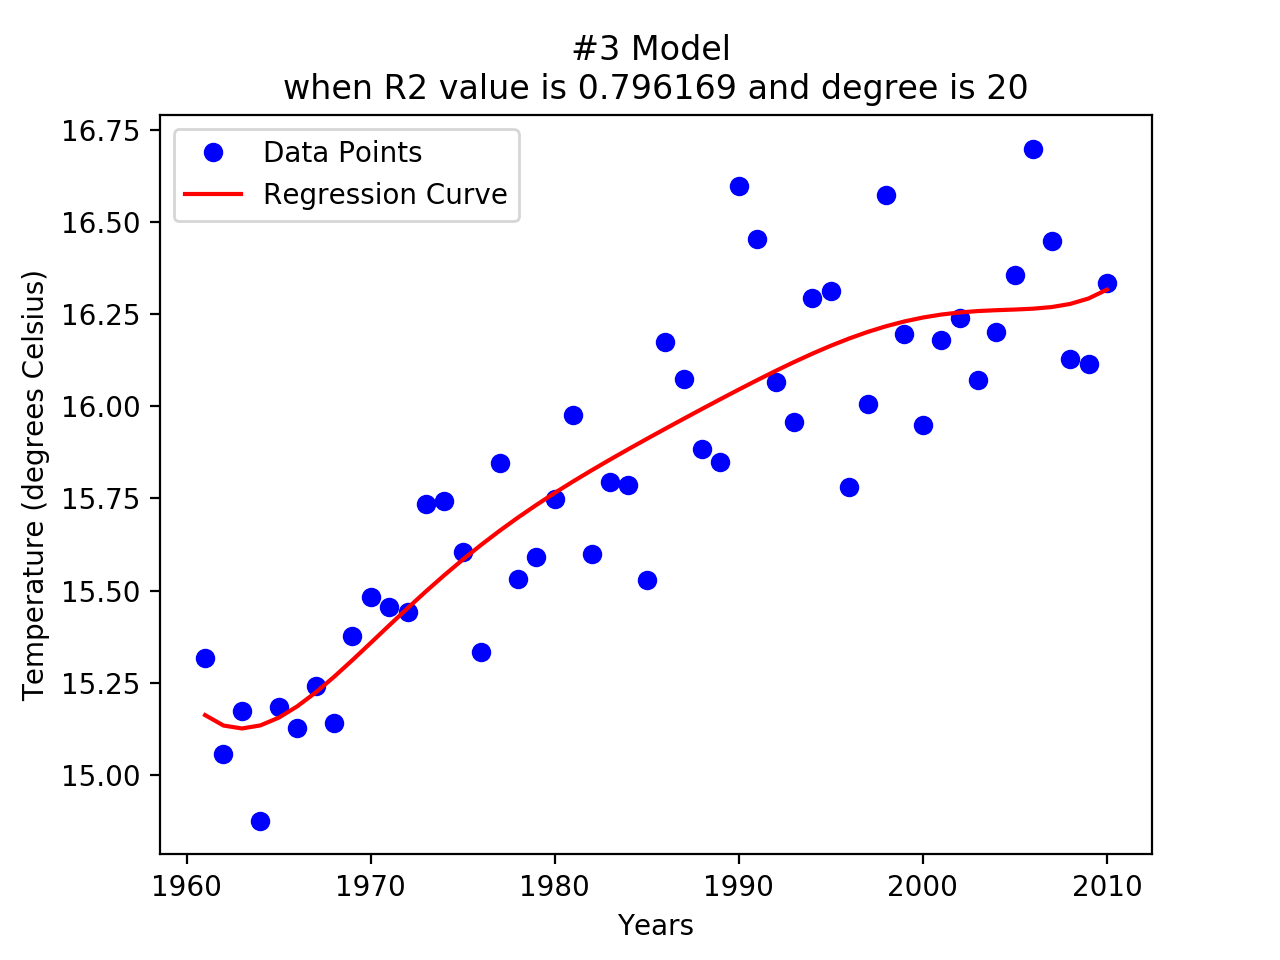 #3 Model
when R2 value is 0.796169 and degree is 20
Data Points
Regression Curve
Temperature (degrees Celsius)
16.75
16.50
16.25
16.00
15.75
15.50
15.25
15.00
1960 1970 1980 1990 2000 2010
Years